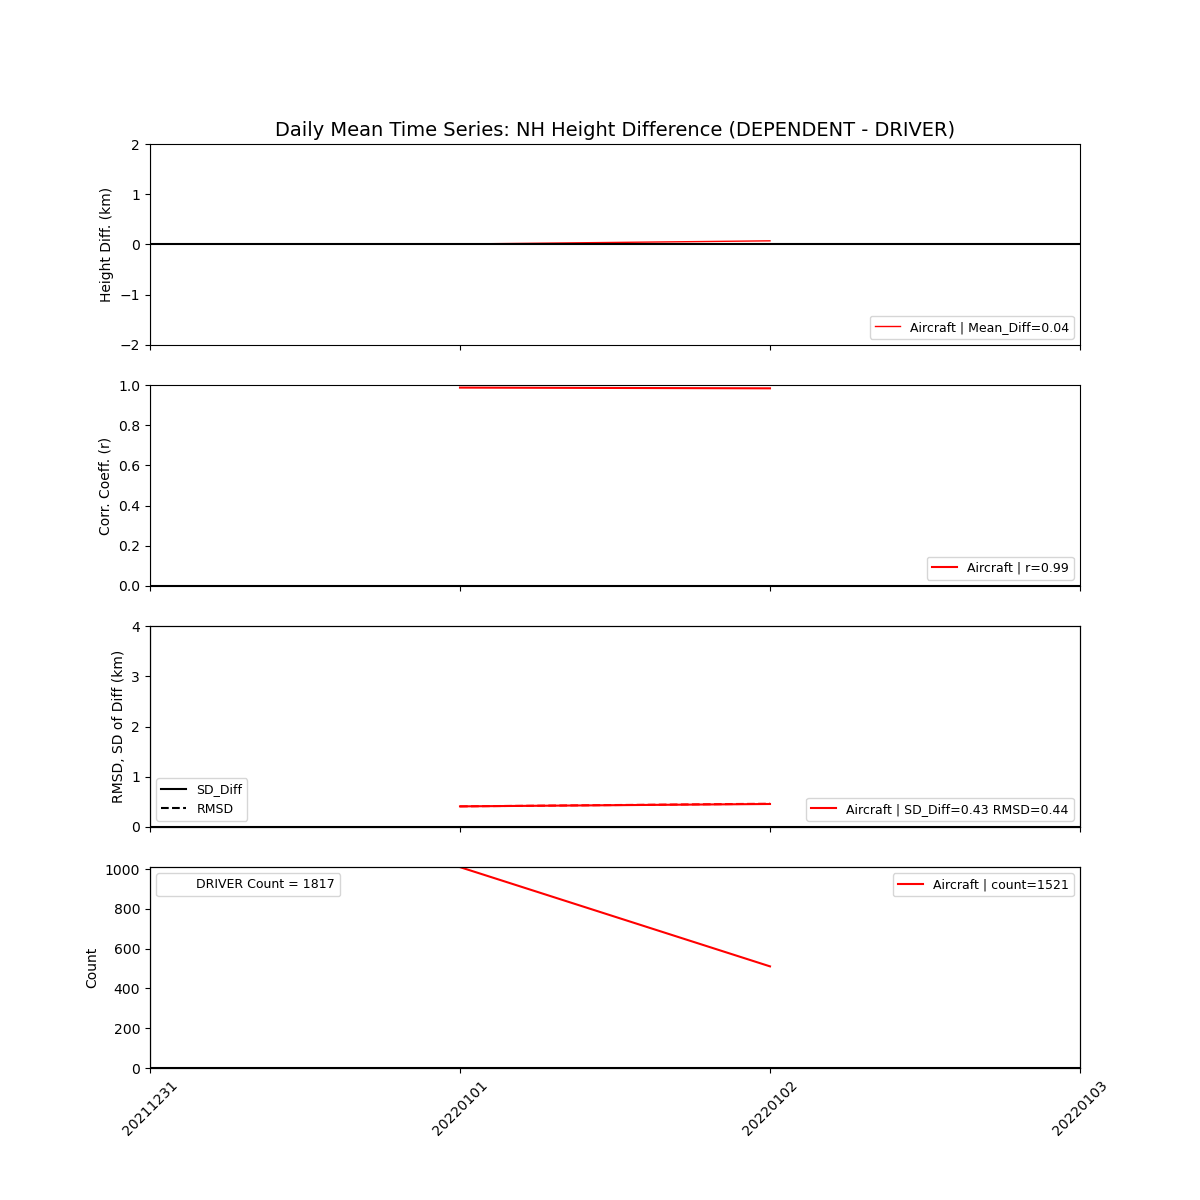 Daily Mean Time Series: NH Height Difference (DEPENDENT - DRIVER)
Height Diff. (km)
2
1
0
−1
−2
Aircraft | Mean_Diff=0.04
Corr. Coeff. (r)
1.0
0.8
0.6
0.4
0.2
0.0
Aircraft | r=0.99
RMSD, SD of Diff (km)
4
3
2
1
0
SD_Diff
RMSD
Aircraft | SD_Diff=0.43 RMSD=0.44
Count
1000
800
600
400
200
0
DRIVER Count = 1817
Aircraft | count=1521
20211231
20220101
20220102
20220103